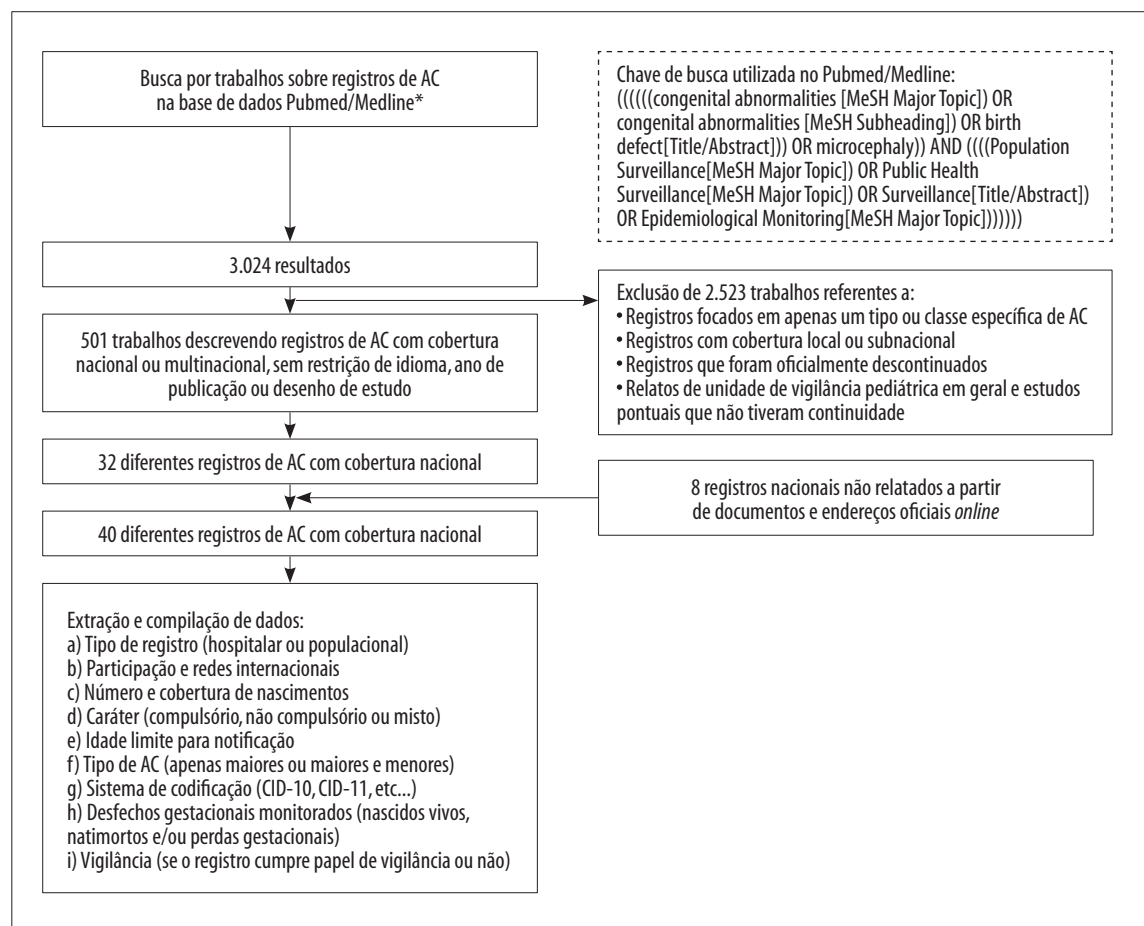 Busca por trabalhos sobre registros de AC
na base de dados Pubmed/Medline*
Chave de busca utilizada no Pubmed/Medline:
((((((congenital abnormalities [MeSH Major Topic]) OR
congenital abnormalities [MeSH Subheading]) OR birth
defect[Title/Abstract])) OR microcephaly)) AND ((((Population
Surveillance[MeSH Major Topic]) OR Public Health
Surveillance[MeSH Major Topic]) OR Surveillance[Title/Abstract])
OR Epidemiological Monitoring[MeSH Major Topic]))))))
3.024 resultados
Exclusão de 2.523 trabalhos referentes a:
• Registros focados em apenas um tipo ou classe específica de AC
• Registros com cobertura local ou subnacional
• Registros que foram oficialmente descontinuados
• Relatos de unidade de vigilância pediátrica em geral e estudos
pontuais que não tiveram continuidade
501 trabalhos descrevendo registros de AC com cobertura
nacional ou multinacional, sem restrição de idioma, ano de
publicação ou desenho de estudo
32 diferentes registros de AC com cobertura nacional
8 registros nacionais não relatados a partir
de documentos e endereços oficiais online
40 diferentes registros de AC com cobertura nacional
Extração e compilação de dados:
a) Tipo de registro (hospitalar ou populacional)
b) Participação e redes internacionais
c) Número e cobertura de nascimentos
d) Caráter (compulsório, não compulsório ou misto)
e) Idade limite para notificação
f) Tipo de AC (apenas maiores ou maiores e menores)
g) Sistema de codificação (CID-10, CID-11, etc...)
h) Desfechos gestacionais monitorados (nascidos vivos,
natimortos e/ou perdas gestacionais)
i) Vigilância (se o registro cumpre papel de vigilância ou não)